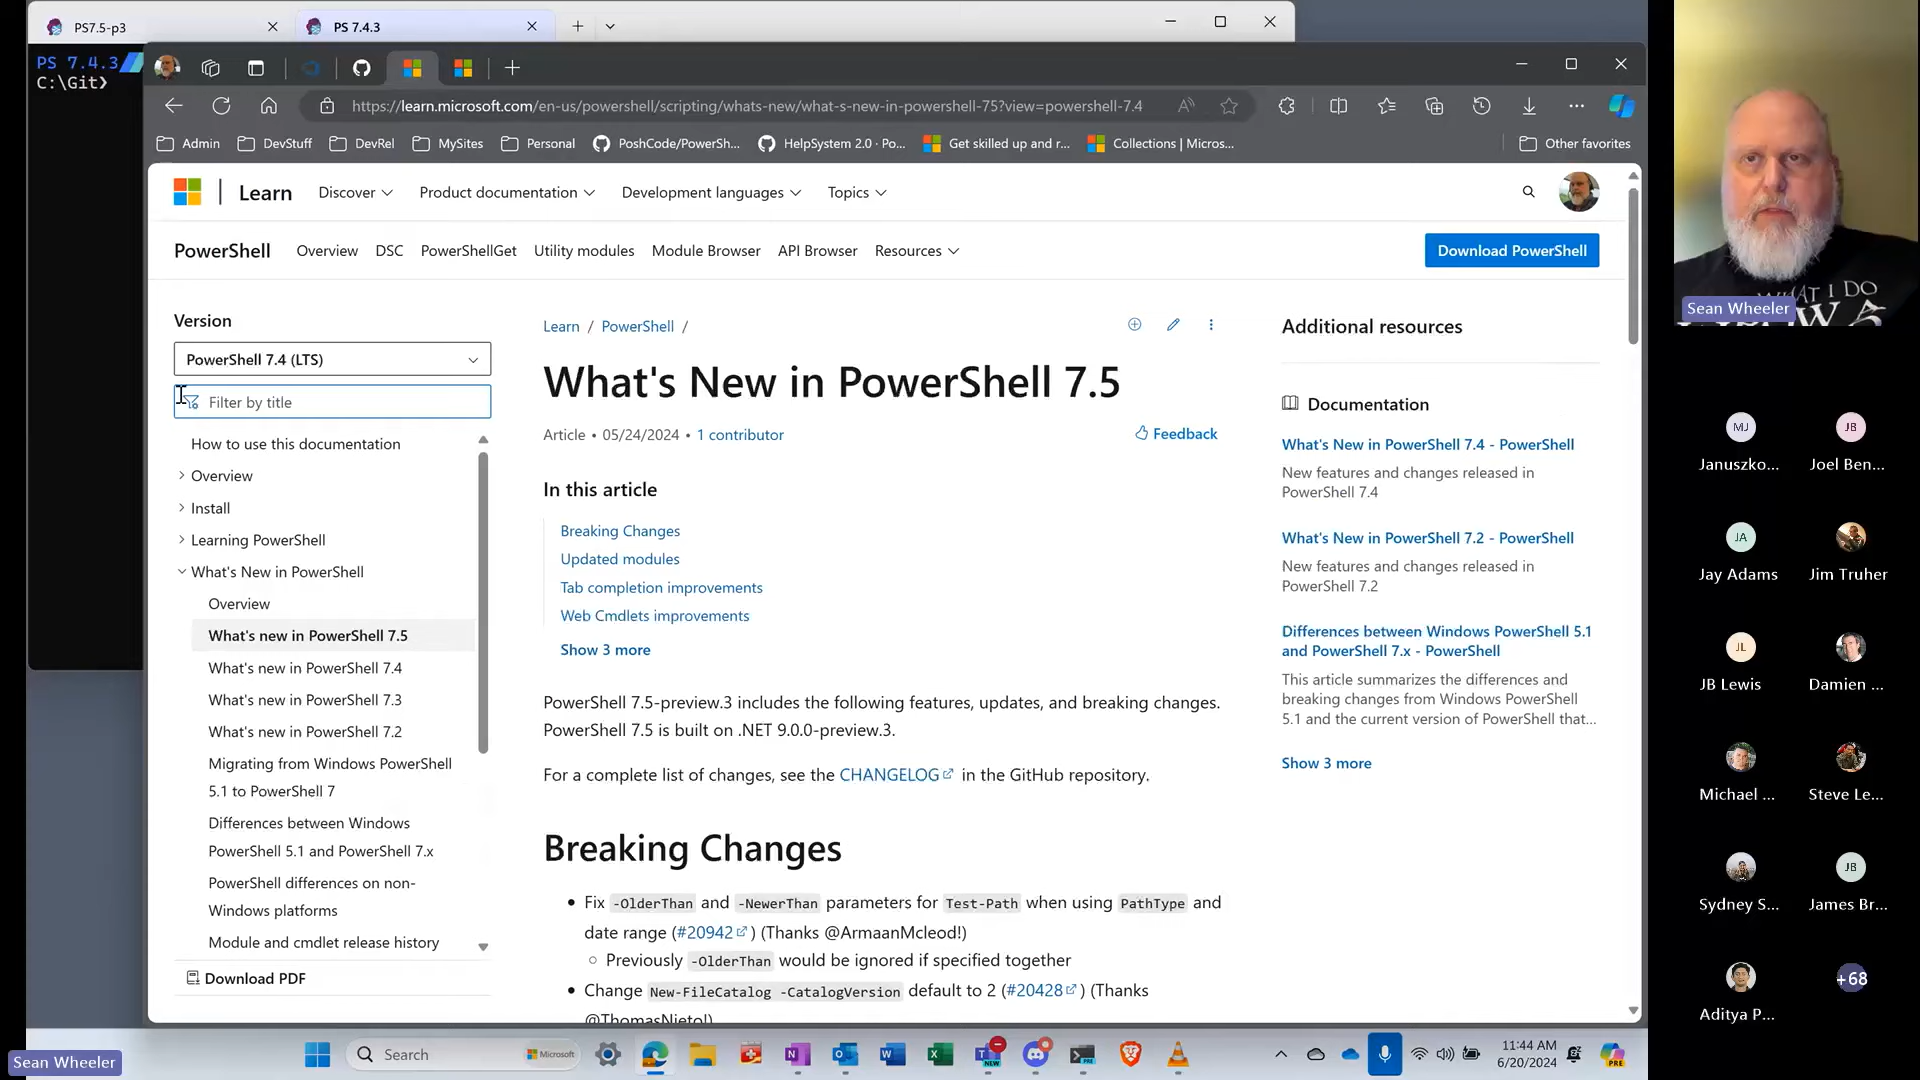 PS7.5-p3
PS 7.4.3
PS 7.4.3
C:\Git>
https://learn.microsoft.com/en-us/powershell/scripting/whats-new/what-s-new-in-powershell-75?view=powershell-7.4
Admin
DevStuff
DevRel
MySites
Personal
PoshCode/PowerSh...
HelpSystem 2.0 · Po...
Get skilled up and r...
Collections | Micros...
Other favorites
Learn
Discover
Product documentation
Development languages
Topics
PowerShell
Overview
DSC
PowerShellGet
Utility modules
Module Browser
API Browser
Resources
Download PowerShell
Version
PowerShell 7.4 (LTS)
Filter by title
How to use this documentation
Overview
Install
Learning PowerShell
What's New in PowerShell
Overview
What's new in PowerShell 7.5
What's new in PowerShell 7.4
What's new in PowerShell 7.3
What's new in PowerShell 7.2
Migrating from Windows PowerShell
5.1 to PowerShell 7
Differences between Windows
PowerShell 5.1 and PowerShell 7.x
PowerShell differences on non-
Windows platforms
Module and cmdlet release history
Download PDF
Learn / PowerShell /
What's New in PowerShell 7.5
Article • 05/24/2024 • 1 contributor
Feedback
In this article
Breaking Changes
Updated modules
Tab completion improvements
Web Cmdlets improvements
Show 3 more
PowerShell 7.5-preview.3 includes the following features, updates, and breaking changes.
PowerShell 7.5 is built on .NET 9.0.0-preview.3.
For a complete list of changes, see the CHANGELOG in the GitHub repository.
Breaking Changes
• Fix -OlderThan and -NewerThan parameters for Test-Path when using PathType and
date range (#20942) (Thanks @ArmaanMcleod!)
○ Previously -OlderThan would be ignored if specified together
• Change New-FileCatalog -CatalogVersion default to 2 (#20428) (Thanks
@ThomasNieto!)
Additional resources
Documentation
What's New in PowerShell 7.4 - PowerShell
New features and changes released in
PowerShell 7.4
What's New in PowerShell 7.2 - PowerShell
New features and changes released in
PowerShell 7.2
Differences between Windows PowerShell 5.1
and PowerShell 7.x - PowerShell
This article summarizes the differences and
breaking changes from Windows PowerShell
5.1 and the current version of PowerShell that...
Show 3 more
WHAT I DO
Sean Wheeler
MJ
Januszko...
JB
Joel Ben...
JA
Jay Adams
Jim Truher
JL
JB Lewis
Damien ...
Michael ...
Steve Le...
Sydney S...
JB
James Br...
Aditya P...
+68
Sean Wheeler
Search
Microsoft
NEW
PRE
11:44 AM
6/20/2024
PRE